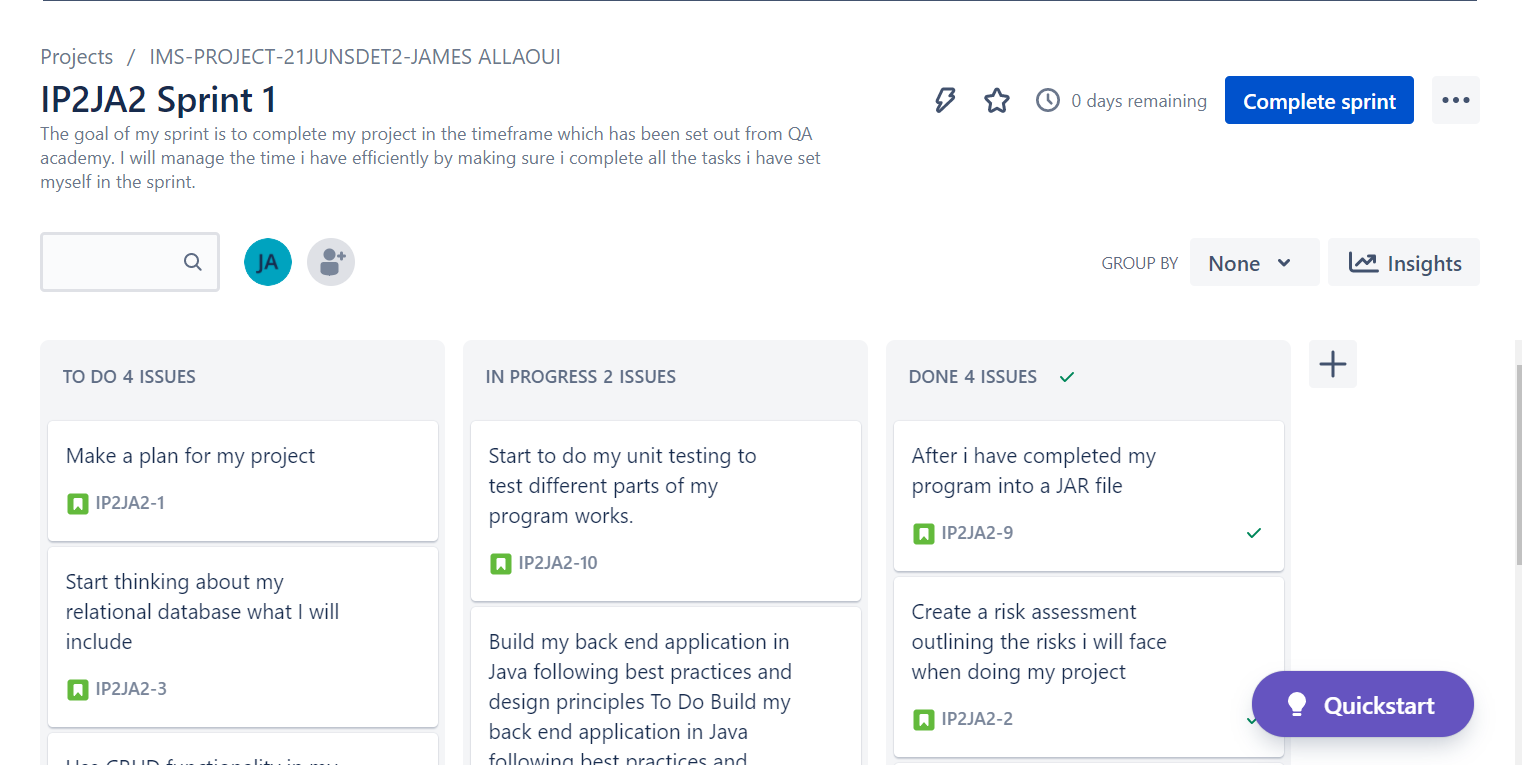 Projects / IMS-PROJECT-21JUNSDET2-JAMES ALLAOUI
IP2JA2 Sprint 1
0 days remaining
Complete sprint
The goal of my sprint is to complete my project in the timeframe which has been set out from QA
academy. I will manage the time i have efficiently by making sure i complete all the tasks i have set
myself in the sprint.
JA
GROUP BY
None
Insights
TO DO 4 ISSUES
Make a plan for my project
IP2JA2-1
Start thinking about my
relational database what I will
include
IP2JA2-3
Use CRUD functionality in my
IN PROGRESS 2 ISSUES
Start to do my unit testing to
test different parts of my
program works.
IP2JA2-10
Build my back end application in
Java following best practices and
design principles To Do Build my
back end application in Java
following best practices and
DONE 4 ISSUES
After i have completed my
program into a JAR file
IP2JA2-9
Create a risk assessment
outlining the risks i will face
when doing my project
IP2JA2-2
Quickstart